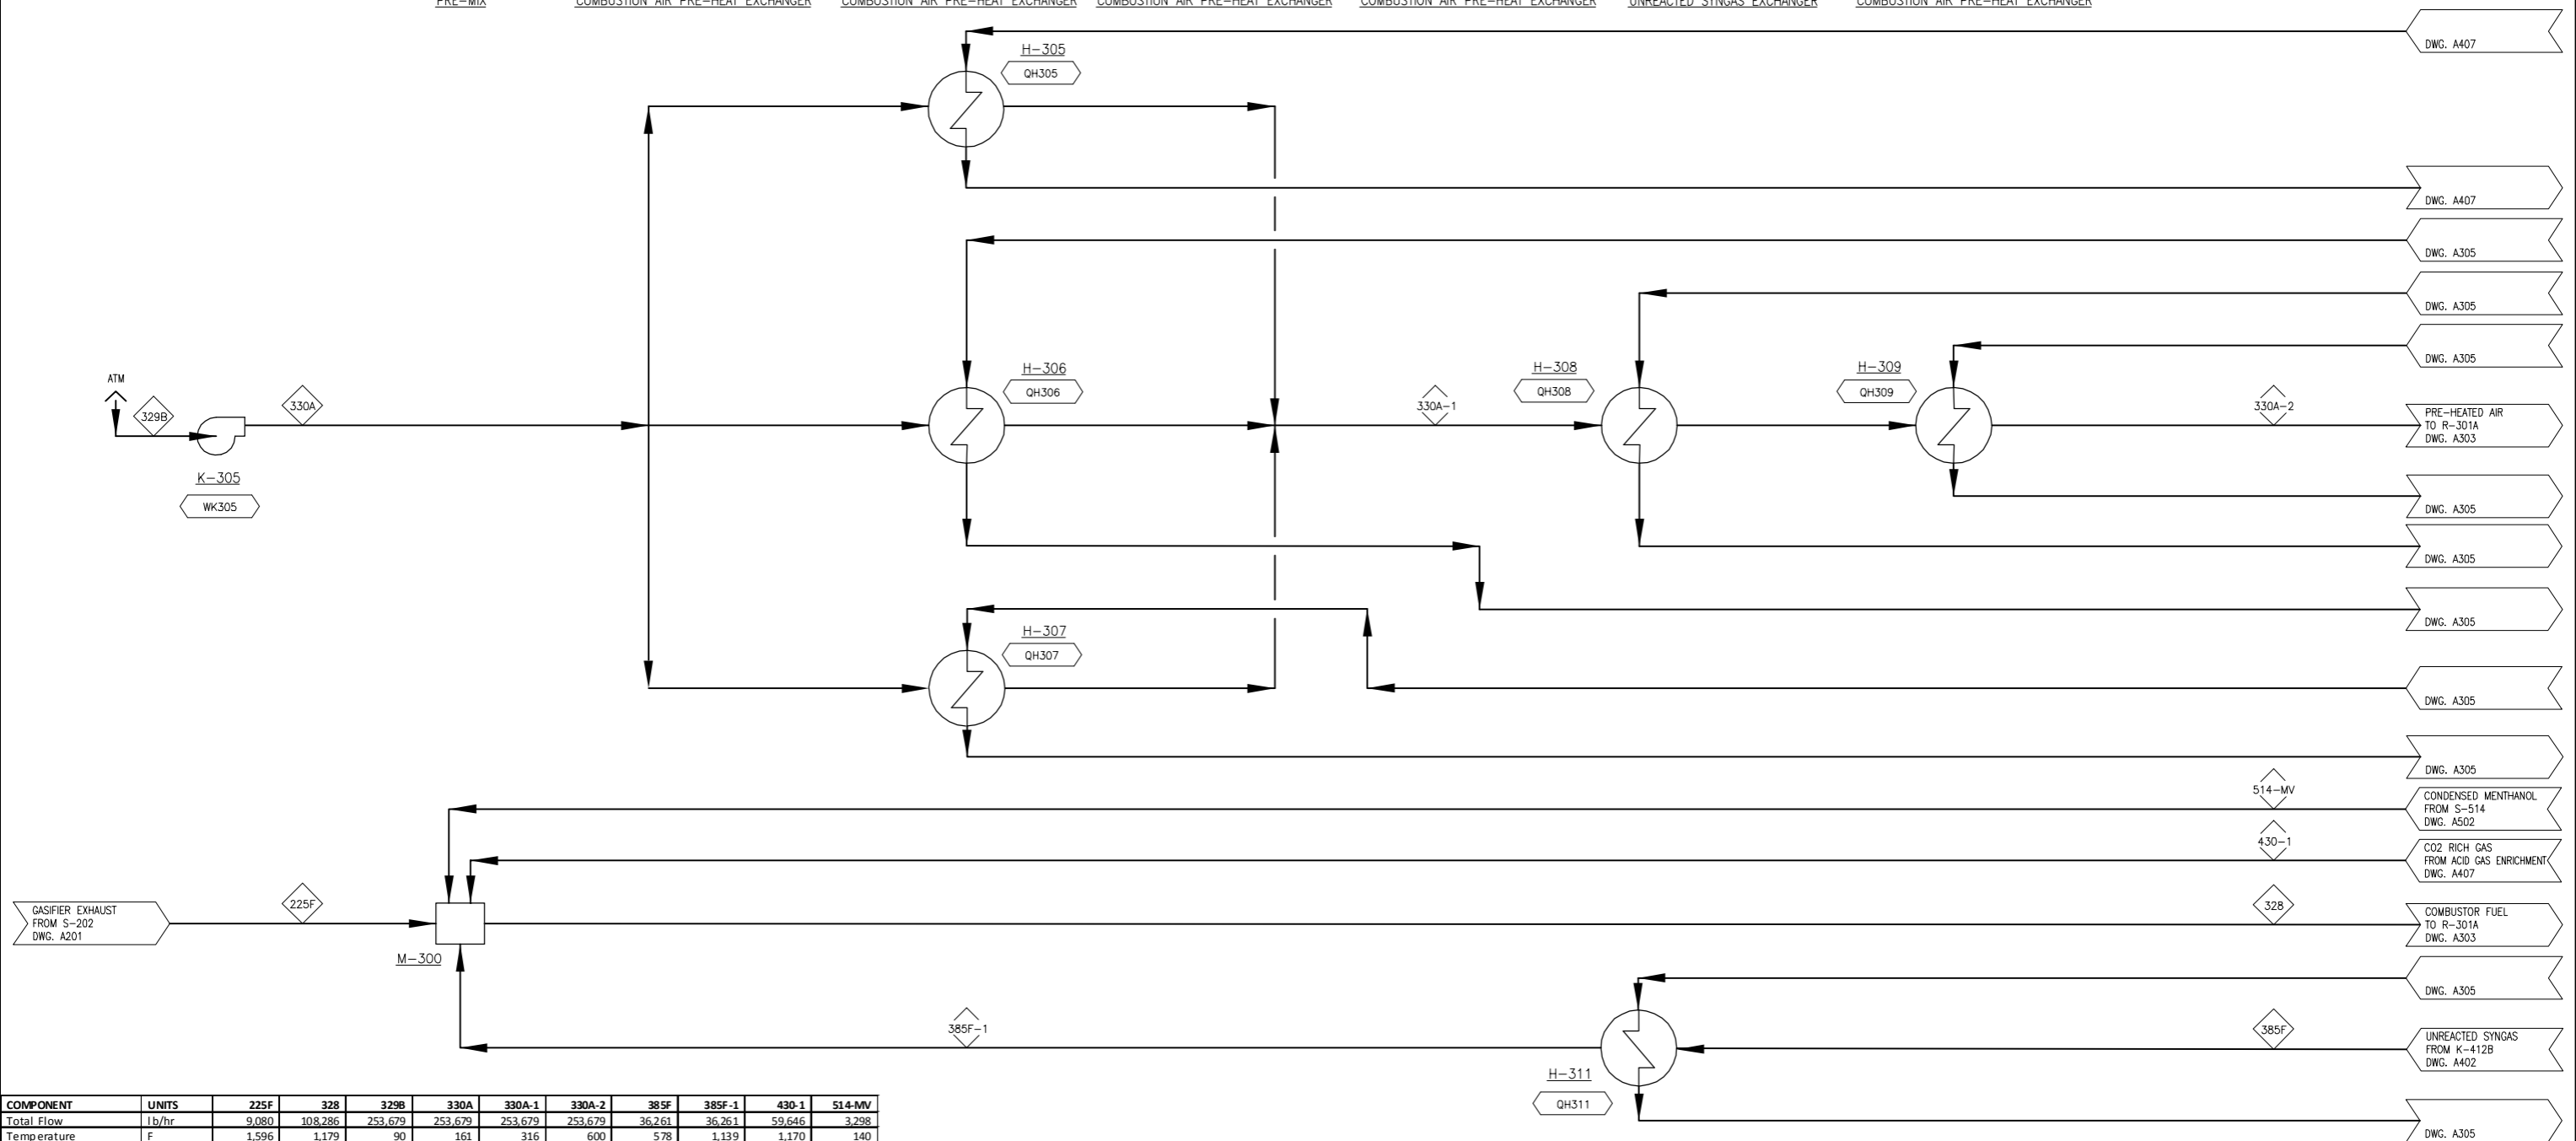 PRE-MIX COMBUSTION AIR PRE-HEAT EXCHANGER COMBUSTION AIR PRE-HEAT EXCHANGER COMBUSTION AIR PRE-HEAT EXCHANGER COMBUSTION AIR PRE-HEAT EXCHANGER UNREACTED SYNGAS EXCHANGER COMBUSTION AIR PRE-HEAT EXCHANGER
DWG. A407
H-305
QH305
DWG. A407
DWG. A305
DWG. A305
DWG. A305
ATM
329B
330A
K-305
WK305
H-306
QH306
330A-1
H-308
QH308
H-309
QH309
330A-2
PRE-HEATED AIR
TO R-301A
DWG. A303
DWG. A305
DWG. A305
DWG. A305
H-307
QH307
DWG. A305
DWG. A305
514-MV
CONDENSED MENTHANOL
FROM S-514
DWG. A502
430-1
CO2 RICH GAS
FROM ACID GAS ENRICHMENT
DWG. A407
GASIFIER EXHAUST
FROM S-202
DWG. A201
225F
M-300
328
COMBUSTOR FUEL
TO R-301A
DWG. A303
DWG. A305
385F-1
385F
UNREACTED SYNGAS
FROM K-412B
DWG. A402
H-311
QH311
DWG. A305
COMPONENT UNITS 225F 328 329B 330A 330A-1 330A-2 385F 385F-1 430-1 514-MV
Total Flow lb/hr 9,080 108,286 253,679 253,679 253,679 253,679 36,261 36,261 59,646 3,298
Temperature F 1,596 1,179 90 161 316 600 578 1,139 1,170 140